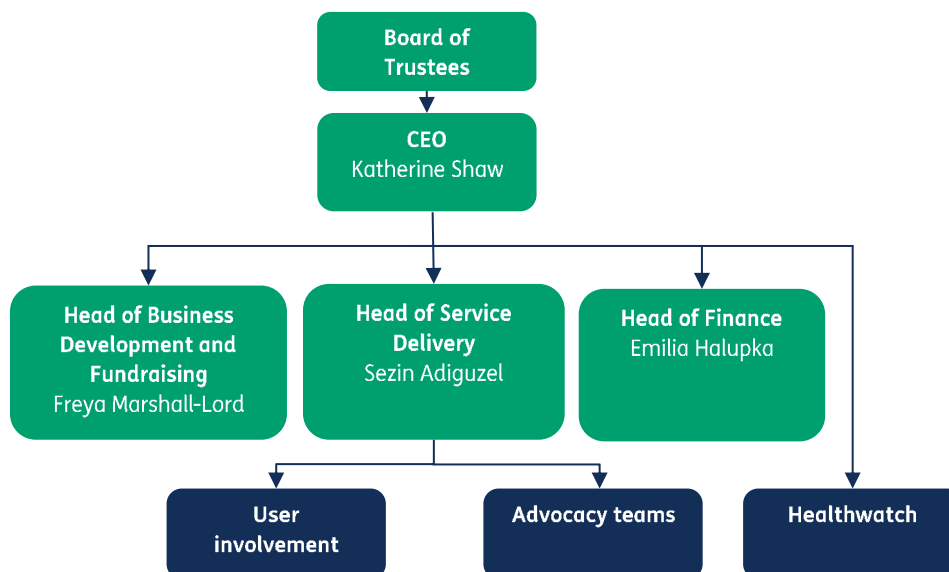 Board of
Trustees
CEO
Katherine Shaw
Head of Business
Development and
Fundraising
Freya Marshall-Lord
Head of Service
Delivery
Sezin Adiguzel
Head of Finance
Emilia Halupka
User
involvement
Advocacy teams
Healthwatch